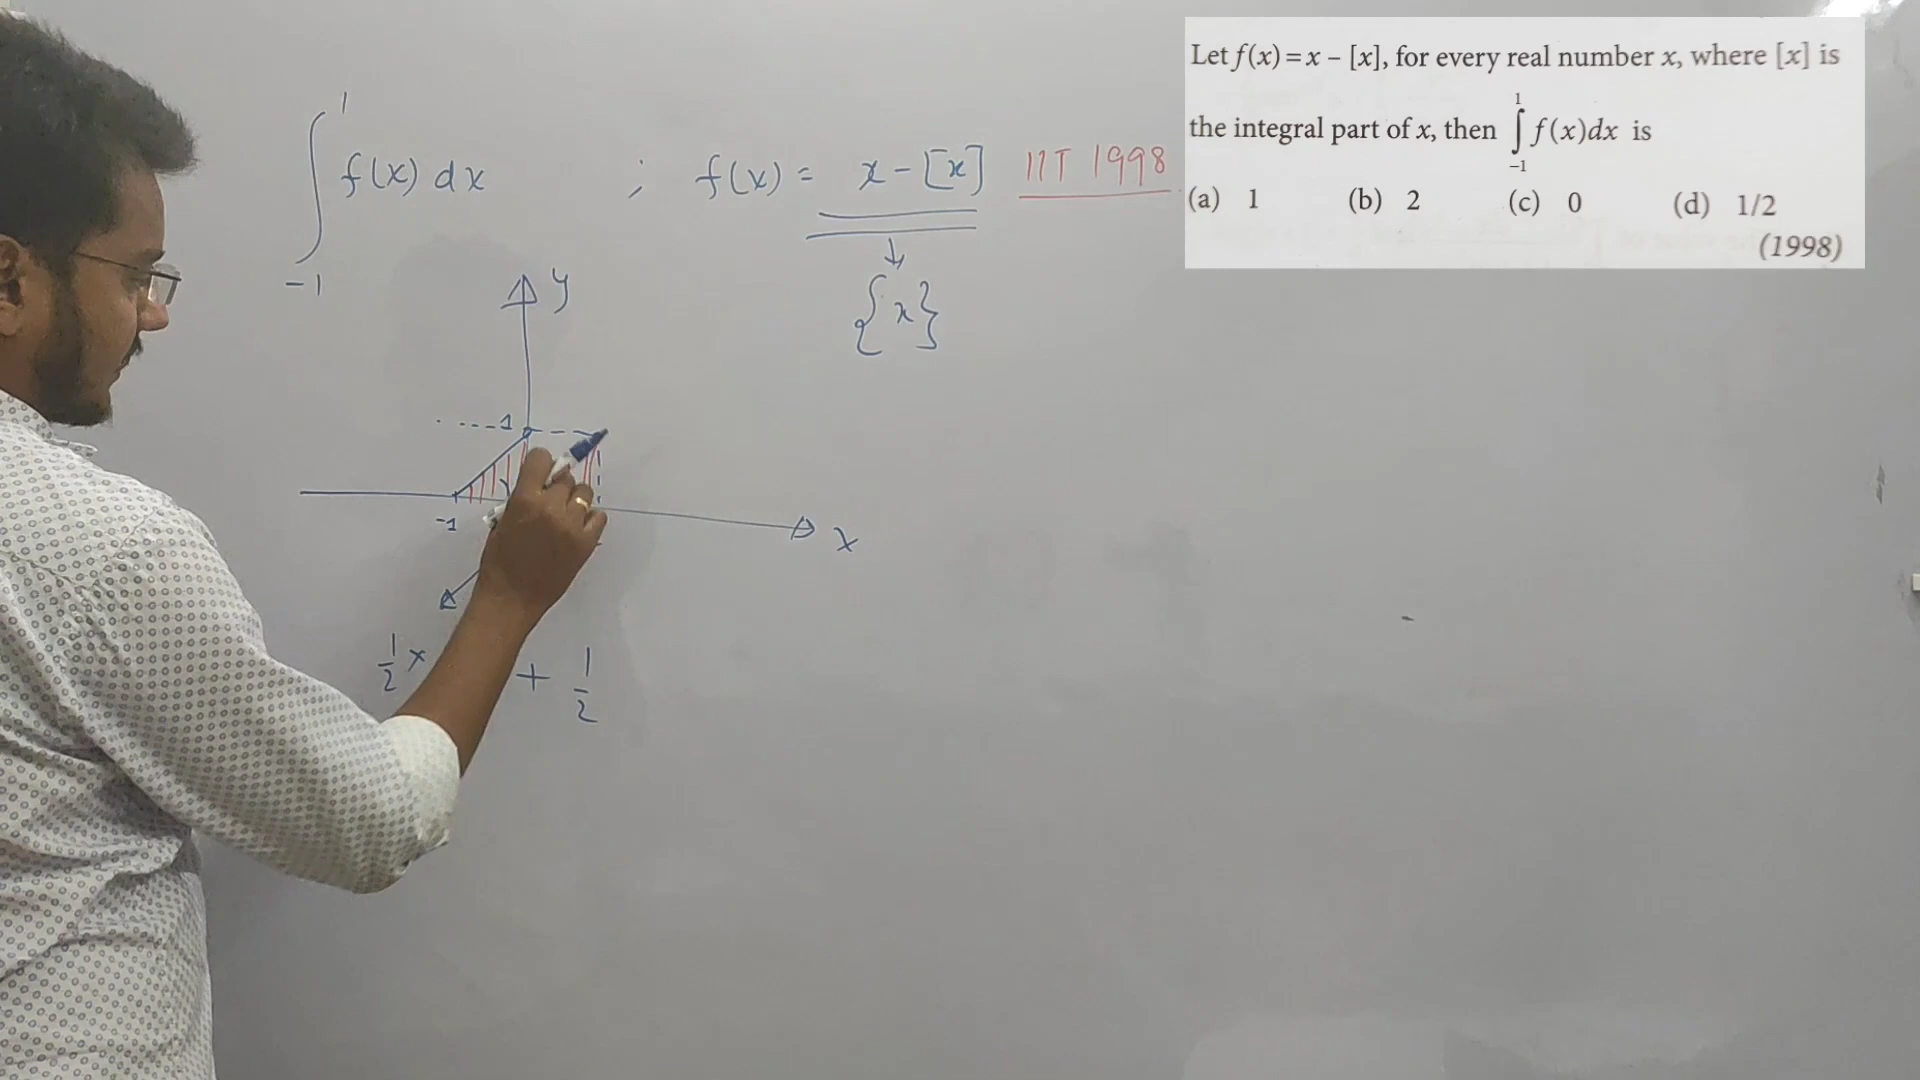 Let f(x) = x – [x], for every real number x, where [x] is
the integral part of x, then ∫₋₁¹ f(x)dx is
(a) 1 (b) 2 (c) 0 (d) 1/2
(1998)
∫₋₁¹ f(x) dx ; f(x) = x - [x] IIT 1998
{x}
y
1
-1
x
1/2 x + 1/2